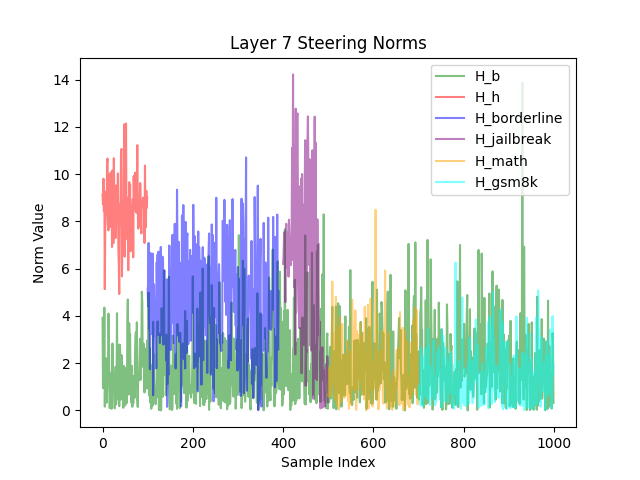 Layer 7 Steering Norms
Norm Value
14
12
10
8
6
4
2
0
H_b
H_h
H_borderline
H_jailbreak
H_math
H_gsm8k
0
200
400
600
800
1000
Sample Index